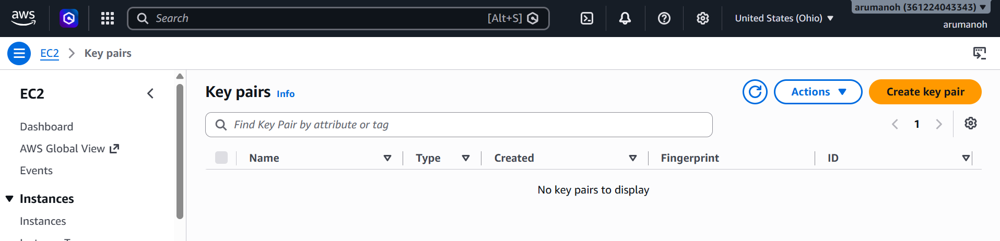 aws
Search [Alt+S]
United States (Ohio)
arumanoh (361224043343)
arumanoh
EC2 Key pairs
EC2
Dashboard
AWS Global View
Events
Instances
Instances
Key pairs Info
Actions
Create key pair
Find Key Pair by attribute or tag
1
Name Type Created Fingerprint ID
No key pairs to display